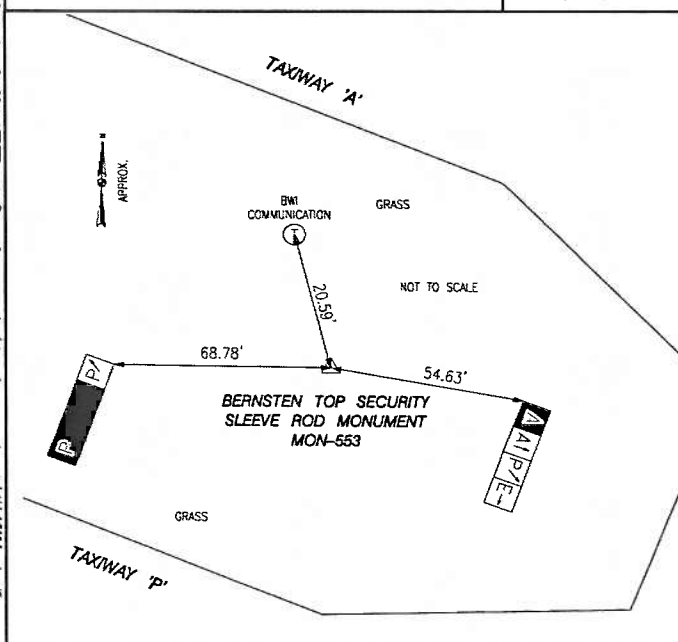 TAXIWAY 'A'
N
APPROX.
BWI
COMMUNICATION
GRASS
T
NOT TO SCALE
20.59'
68.78'
54.63'
P/
P
BERNSTEN TOP SECURITY
SLEEVE ROD MONUMENT
MON-553
A A1 P↗ E→
GRASS
TAXIWAY 'P'